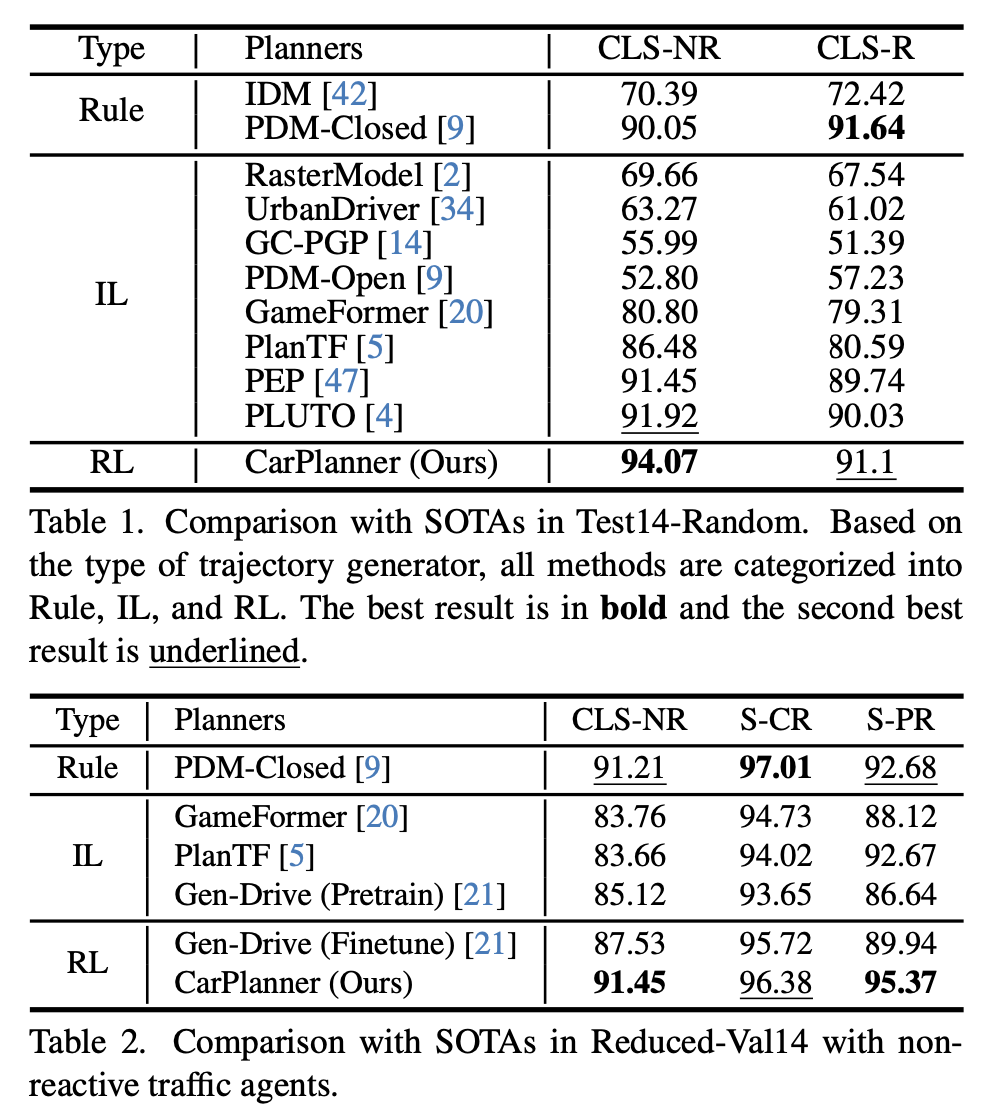 Type Planners CLS-NR CLS-R
Rule
IDM [42] 70.39 72.42
PDM-Closed [9] 90.05 91.64
IL
RasterModel [2] 69.66 67.54
UrbanDriver [34] 63.27 61.02
GC-PGP [14] 55.99 51.39
PDM-Open [9] 52.80 57.23
GameFormer [20] 80.80 79.31
PlanTF [5] 86.48 80.59
PEP [47] 91.45 89.74
PLUTO [4] 91.92 90.03
RL CarPlanner (Ours) 94.07 91.1
Table 1. Comparison with SOTAs in Test14-Random. Based on
the type of trajectory generator, all methods are categorized into
Rule, IL, and RL. The best result is in bold and the second best
result is underlined.
Type Planners CLS-NR S-CR S-PR
Rule PDM-Closed [9] 91.21 97.01 92.68
GameFormer [20] 83.76 94.73 88.12
IL PlanTF [5] 83.66 94.02 92.67
Gen-Drive (Pretrain) [21] 85.12 93.65 86.64
RL
Gen-Drive (Finetune) [21] 87.53 95.72 89.94
CarPlanner (Ours) 91.45 96.38 95.37
Table 2. Comparison with SOTAs in Reduced-Val14 with non-
reactive traffic agents.